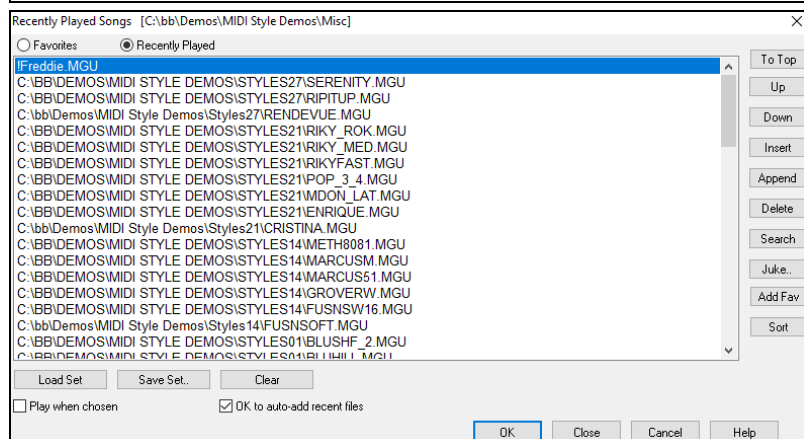 Recently Played Songs [C:\bb\Demos\MIDI Style Demos\Misc]
Favorites Recently Played
!Freddie.MGU
C:\BB\DEMOS\MIDI STYLE DEMOS\STYLES27\SERENITY.MGU
C:\BB\DEMOS\MIDI STYLE DEMOS\STYLES27\RIPITUP.MGU
C:\bb\Demos\MIDI Style Demos\Styles27\RENDEVUE.MGU
C:\BB\DEMOS\MIDI STYLE DEMOS\STYLES21\RIKY_ROK.MGU
C:\BB\DEMOS\MIDI STYLE DEMOS\STYLES21\RIKY_MED.MGU
C:\BB\DEMOS\MIDI STYLE DEMOS\STYLES21\RIKYFAST.MGU
C:\BB\DEMOS\MIDI STYLE DEMOS\STYLES21\POP_3_4.MGU
C:\BB\DEMOS\MIDI STYLE DEMOS\STYLES21\MDON_LAT.MGU
C:\BB\DEMOS\MIDI STYLE DEMOS\STYLES21\ENRIQUE.MGU
C:\bb\Demos\MIDI Style Demos\Styles21\CRISTINA.MGU
C:\BB\DEMOS\MIDI STYLE DEMOS\STYLES14\METH8081.MGU
C:\BB\DEMOS\MIDI STYLE DEMOS\STYLES14\MARCUSM.MGU
C:\BB\DEMOS\MIDI STYLE DEMOS\STYLES14\MARCUS51.MGU
C:\BB\DEMOS\MIDI STYLE DEMOS\STYLES14\GROVERW.MGU
C:\BB\DEMOS\MIDI STYLE DEMOS\STYLES14\FUSNSW16.MGU
C:\bb\Demos\MIDI Style Demos\Styles14\FUSNSOFT.MGU
C:\BB\DEMOS\MIDI STYLE DEMOS\STYLES01\BLUSHF_2.MGU
C:\BB\DEMOS\MIDI STYLE DEMOS\STYLES01\BLUHILL.MGU
To Top
Up
Down
Insert
Append
Delete
Search
Juke..
Add Fav
Sort
Load Set Save Set.. Clear
Play when chosen OK to auto-add recent files
OK Close Cancel Help